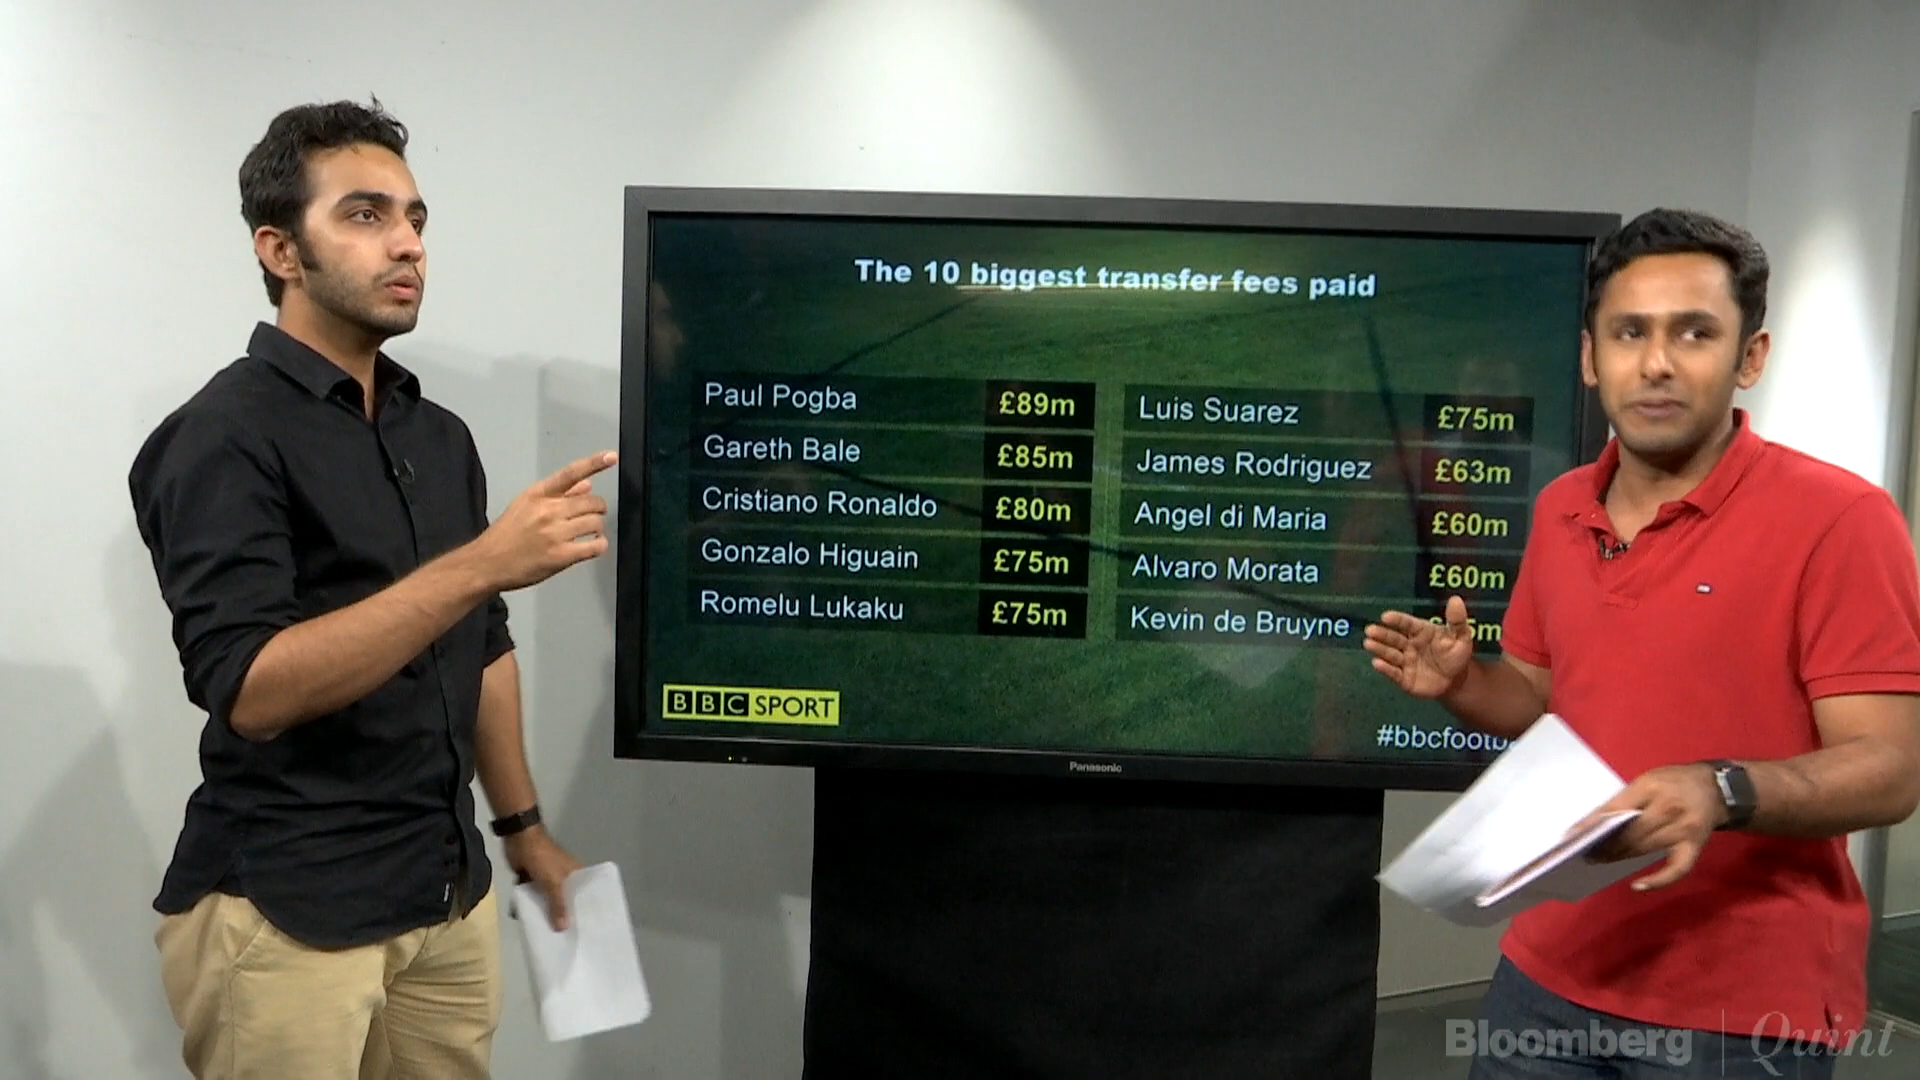 The 10 biggest transfer fees paid
Paul Pogba £89m
Gareth Bale £85m
Cristiano Ronaldo £80m
Gonzalo Higuain £75m
Romelu Lukaku £75m
Luis Suarez £75m
James Rodriguez £63m
Angel di Maria £60m
Alvaro Morata £60m
Kevin de Bruyne
BBC SPORT
Panasonic
Bloomberg | Quint